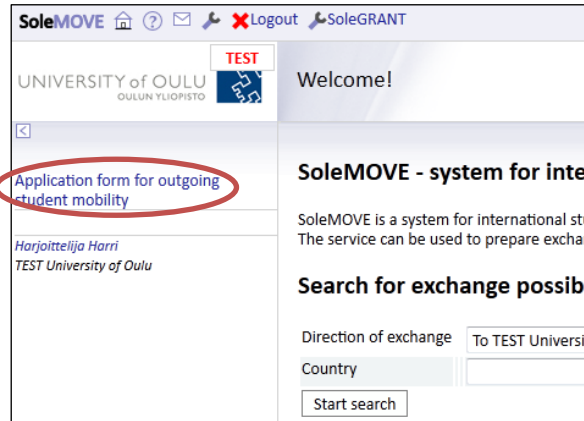 SoleMOVE Logout SoleGRANT
TEST
UNIVERSITY of OULU
OULUN YLIOPISTO
Welcome!
Application form for outgoing
student mobility
Harjoittelija Harri
TEST University of Oulu
SoleMOVE - system for inte
SoleMOVE is a system for international st
The service can be used to prepare excha
Search for exchange possib
Direction of exchange To TEST Universi
Country
Start search